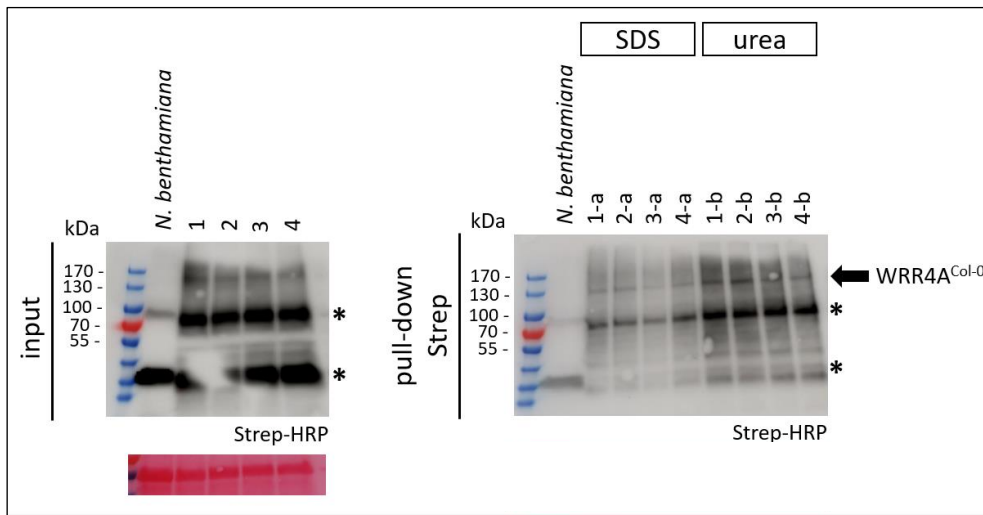 SDS urea
N. benthamiana
1 2 3 4
kDa
170 -
130 -
100 -
70 -
55 -
input
*
*
Strep-HRP
N. benthamiana
1-a 2-a 3-a 4-a 1-b 2-b 3-b 4-b
kDa
170 -
130 -
100 -
70 -
55 -
pull-down
Strep
WRR4A^Col-0
*
*
Strep-HRP